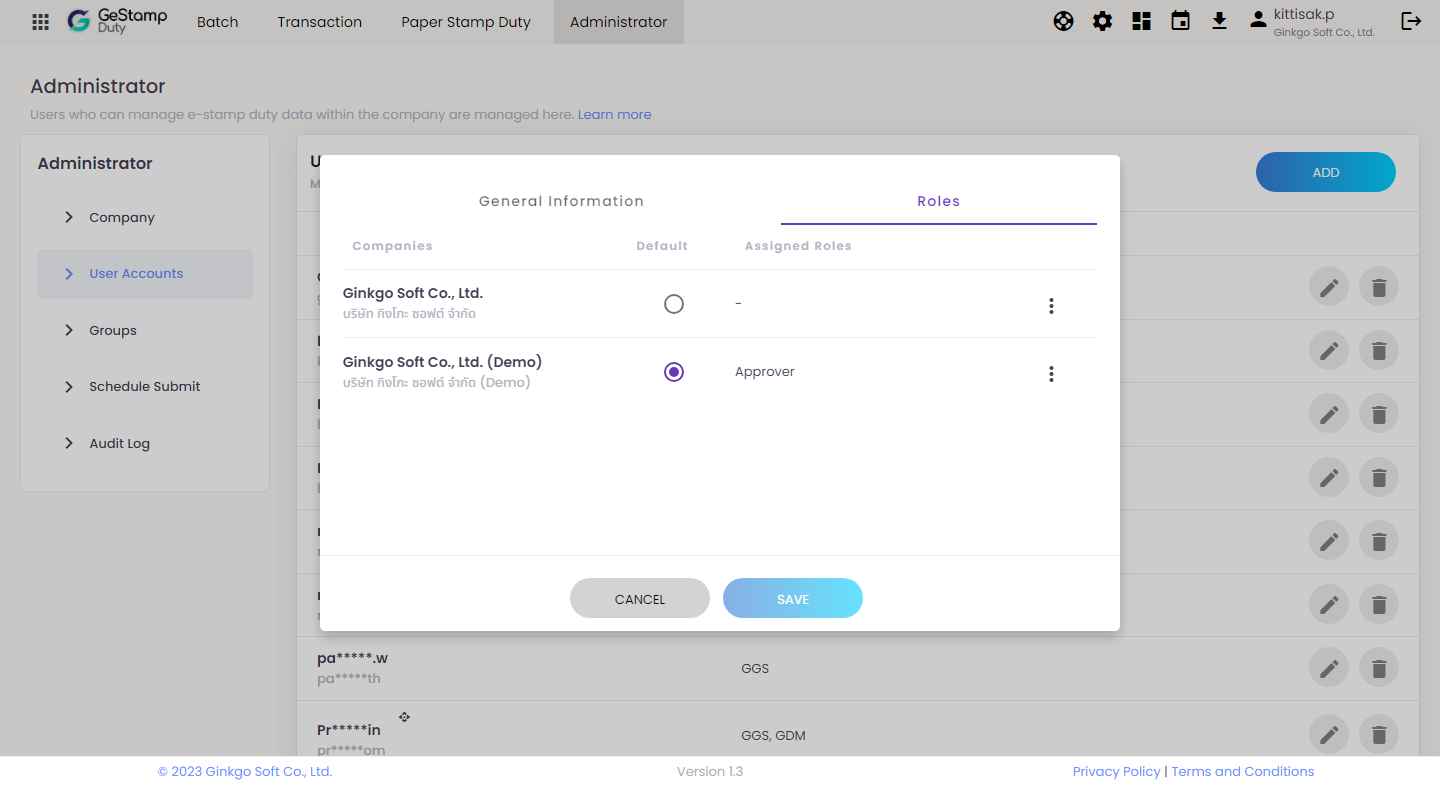 GeStamp
Duty
Batch
Transaction
Paper Stamp Duty
Administrator
kittisak.p
Ginkgo Soft Co., Ltd.
Administrator
Users who can manage e-stamp duty data within the company are managed here. Learn more
Administrator
Company
User Accounts
Groups
Schedule Submit
Audit Log
ADD
General Information
Roles
Companies
Default
Assigned Roles
Ginkgo Soft Co., Ltd.
บริษัท กิงโกะ ซอฟต์ จำกัด
-
Ginkgo Soft Co., Ltd. (Demo)
บริษัท กิงโกะ ซอฟต์ จำกัด (Demo)
Approver
CANCEL
SAVE
pa*****.w
pa*****th
GGS
Pr*****in
pr*****om
GGS, GDM
© 2023 Ginkgo Soft Co., Ltd.
Version 1.3
Privacy Policy | Terms and Conditions